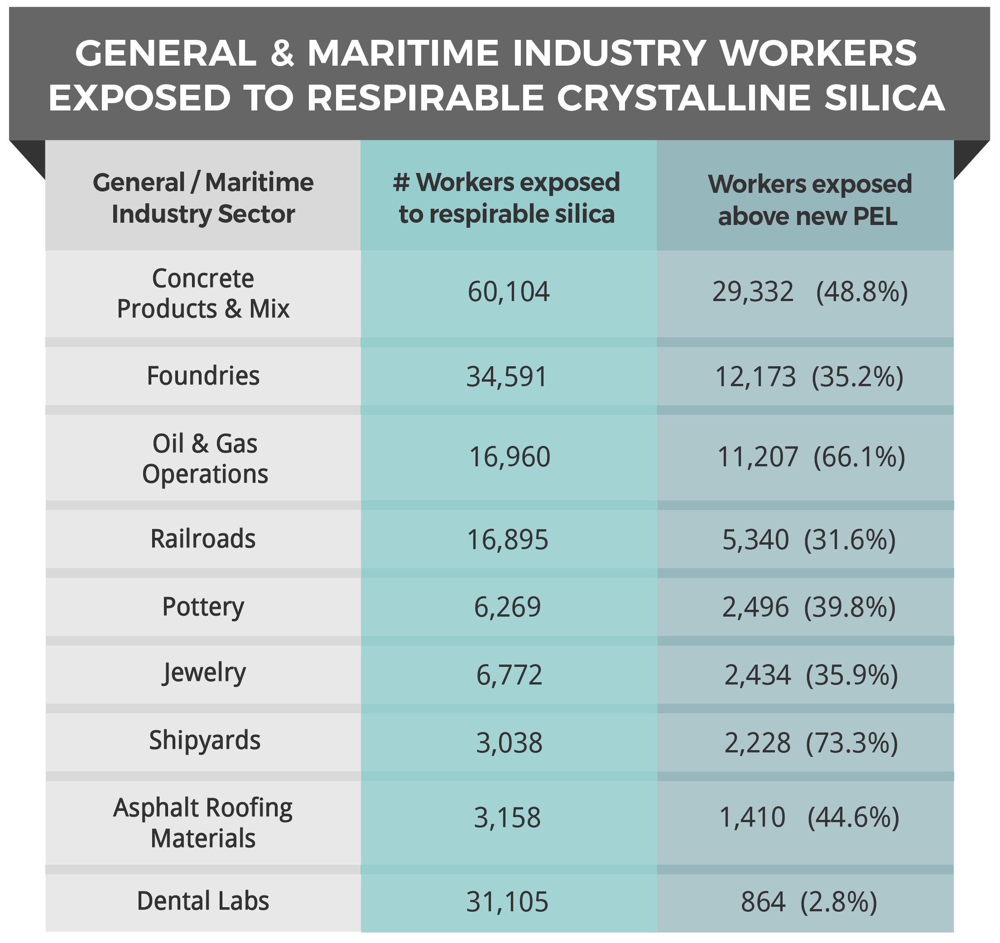 GENERAL & MARITIME INDUSTRY WORKERS
EXPOSED TO RESPIRABLE CRYSTALLINE SILICA
General / Maritime
Industry Sector
# Workers exposed
to respirable silica
Workers exposed
above new PEL
Concrete
Products & Mix
60,104
29,332 (48.8%)
Foundries
34,591
12,173 (35.2%)
Oil & Gas
Operations
16,960
11,207 (66.1%)
Railroads
16,895
5,340 (31.6%)
Pottery
6,269
2,496 (39.8%)
Jewelry
6,772
2,434 (35.9%)
Shipyards
3,038
2,228 (73.3%)
Asphalt Roofing
Materials
3,158
1,410 (44.6%)
Dental Labs
31,105
864 (2.8%)